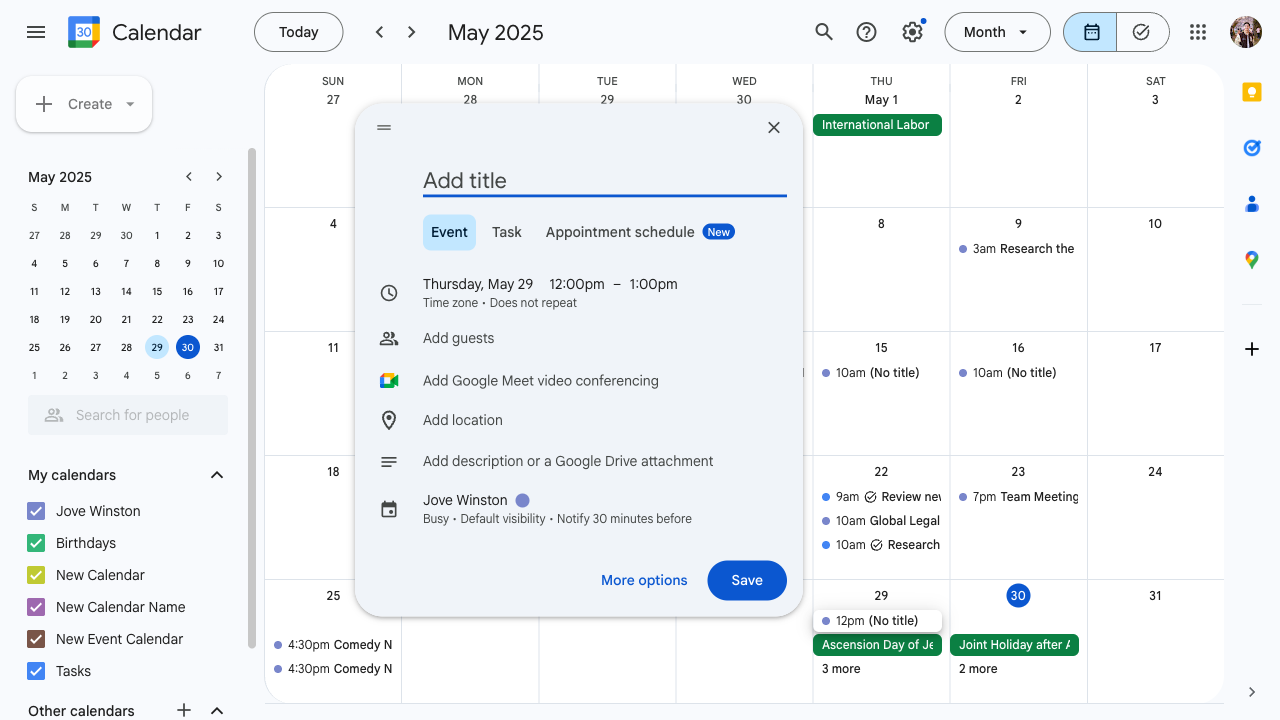 30 Calendar
Today
May 2025
Month
Create
May 2025
S M T W T F S
27 28 29 30 1 2 3
4 5 6 7 8 9 10
11 12 13 14 15 16 17
18 19 20 21 22 23 24
25 26 27 28 29 30 31
1 2 3 4 5 6 7
Search for people
My calendars
Jove Winston
Birthdays
New Calendar
New Calendar Name
New Event Calendar
Tasks
Other calendars
SUN MON TUE WED THU FRI SAT
27 28 29 30 May 1 2 3
International Labor
4 8 9 10
3am Research the
11 15 16 17
10am (No title)
10am (No title)
18 22 23 24
9am Review nev
7pm Team Meeting
10am Global Legal
10am Research
25 29 30 31
12pm (No title)
4:30pm Comedy N
Ascension Day of Je
Joint Holiday after A
4:30pm Comedy N
3 more
2 more
Add title
Event Task Appointment schedule New
Thursday, May 29 12:00pm – 1:00pm
Time zone • Does not repeat
Add guests
Add Google Meet video conferencing
Add location
Add description or a Google Drive attachment
Jove Winston
Busy • Default visibility • Notify 30 minutes before
More options
Save